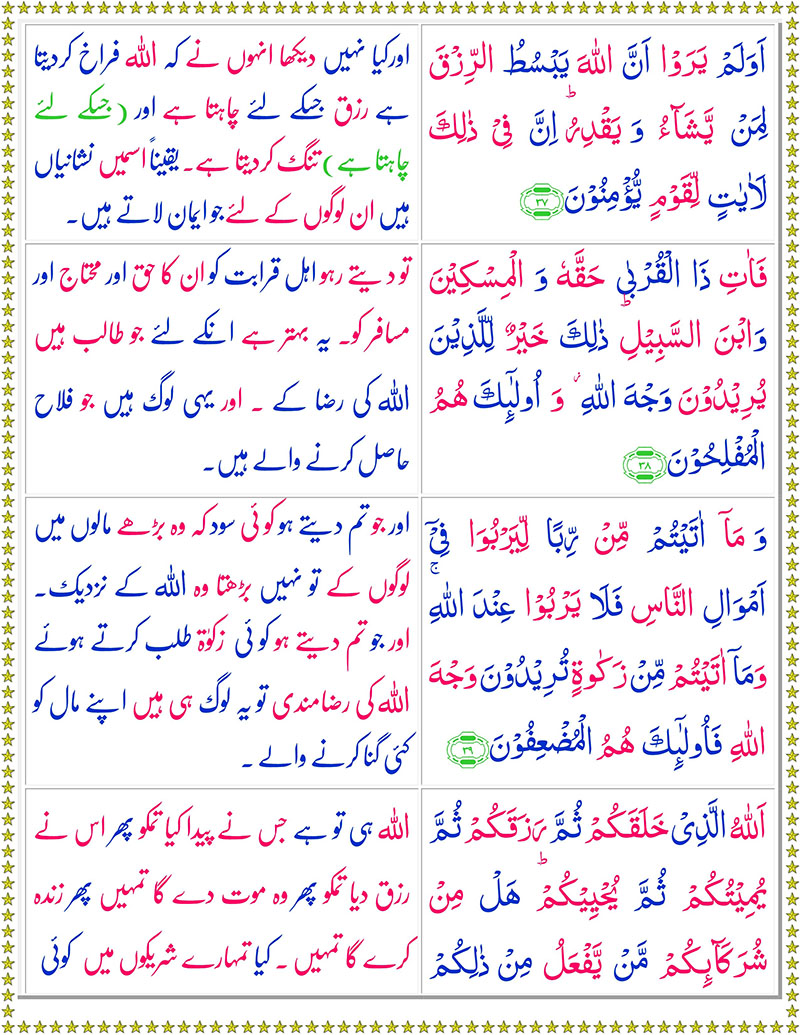 اَوَلَمْ يَرَوْا اَنَّ اللّٰهَ يَبْسُطُ الرِّزْقَ
لِمَنْ يَّشَآءُ وَ يَقْدِرُ ؕ اِنَّ فِىْ ذٰلِكَ
لَاٰيٰتٍ لِّقَوْمٍ يُّؤْمِنُوْنَ ﴿۳۷﴾
اور کیا نہیں دیکھا انہوں نے کہ اللہ فراخ کردیتا
ہے رزق جسکے لئے چاہتا ہے اور (جسکے لئے
چاہتا ہے) تنگ کردیتا ہے۔ یقیناً اسمیں نشانیاں
ہیں ان لوگوں کے لئے جو ایمان لاتے ہیں۔
فَاٰتِ ذَا الْقُرْبٰى حَقَّهٗ وَ الْمِسْكِيْنَ
وَابْنَ السَّبِيْلِ ؕ ذٰلِكَ خَيْرٌ لِّلَّذِيْنَ
يُرِيْدُوْنَ وَجْهَ اللّٰهِ ۫ وَ اُولٰٓئِكَ هُمُ
الْمُفْلِحُوْنَ ﴿۳۸﴾
تو دیتے رہو اہل قرابت کو ان کا حق اور محتاج اور
مسافر کو۔ یہ بہتر ہے انکے لئے جو طالب ہیں
اللہ کی رضا کے ۔ اور یہی لوگ ہیں جو فلاح
حاصل کرنے والے ہیں۔
وَ مَاۤ اٰتَيْتُمْ مِّنْ رِّبًا لِّيَرْبُوَا۟ فِىْۤ
اَمْوَالِ النَّاسِ فَلَا يَرْبُوْا عِنْدَ اللّٰهِ ۚ
وَمَاۤ اٰتَيْتُمْ مِّنْ زَكٰوةٍ تُرِيْدُوْنَ وَجْهَ
اللّٰهِ فَاُولٰٓئِكَ هُمُ الْمُضْعِفُوْنَ ﴿۳۹﴾
اور جو تم دیتے ہو کوئی سود کہ وہ بڑھے مالوں میں
لوگوں کے تو نہیں بڑھتا وہ اللہ کے نزدیک۔
اور جو تم دیتے ہو کوئی زکوٰۃ طلب کرتے ہوئے
اللہ کی رضامندی تو یہ لوگ ہی ہیں اپنے مال کو
کئی گنا کرنے والے ۔
اَللّٰهُ الَّذِىْ خَلَقَكُمْ ثُمَّ رَزَقَكُمْ ثُمَّ
يُمِيْتُكُمْ ثُمَّ يُحْيِيْكُمْ ؕ هَلْ مِنْ
شُرَكَآئِكُمْ مَّنْ يَّفْعَلُ مِنْ ذٰلِكُمْ
اللہ ہی تو ہے جس نے پیدا کیا تمکو پھر اس نے
رزق دیا تمکو پھر وہ موت دے گا تمہیں پھر زندہ
کرے گا تمہیں ۔ کیا تمہارے شریکوں میں کوئی